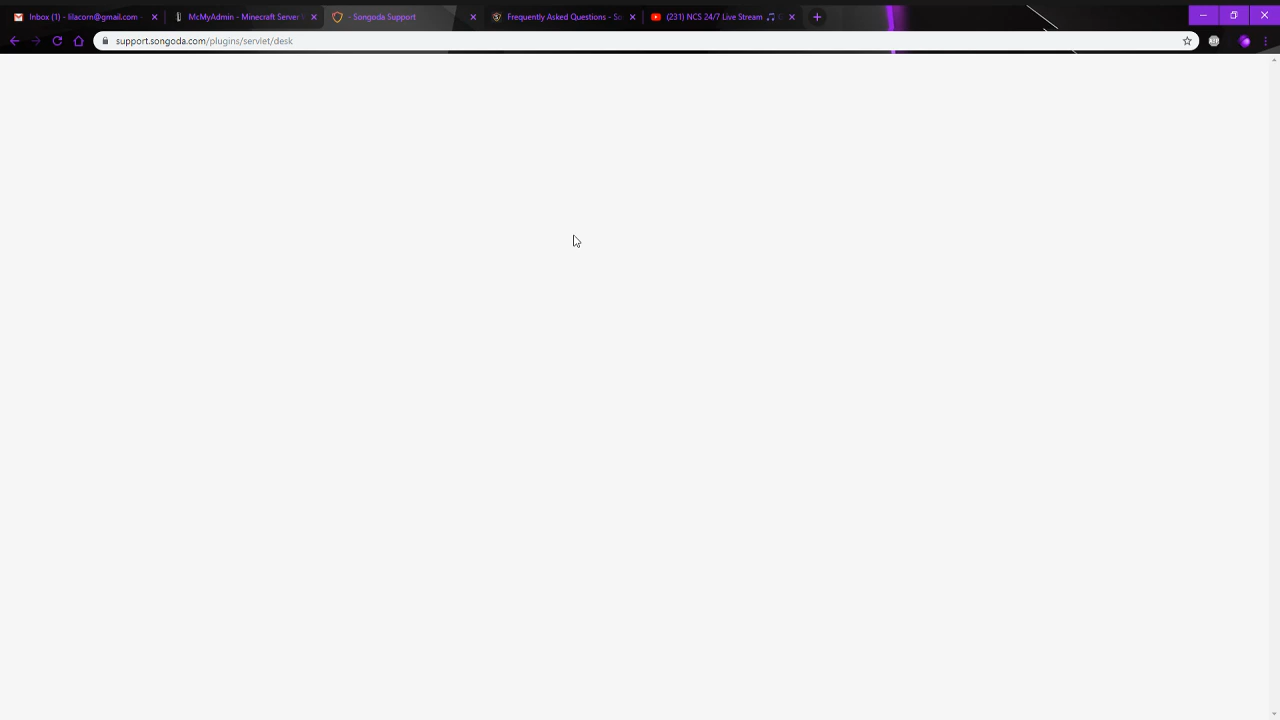 Inbox (1) - lilacom@gmail.com -
McMyAdmin - Minecraft Server
- Songoda Support
Frequently Asked Questions - So
(231) NCS 24/7 Live Stream
support.songoda.com/plugins/servlet/desk